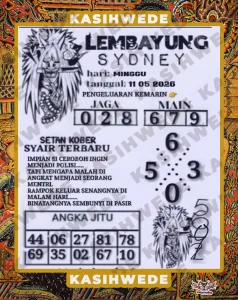 KASIHWEDE
LEMBAYUNG
SYDNEY
hari: MINGGU
tanggal: 11 05 2026
PENGELUARAN KEMARIN
JAGA MAIN
0 2 8 6 7 9
SETAN KOBER
SYAIR TERBARU
IMPIAN SI CEROBOH INGIN
MENJADI POLISI.....
TAPI MENGAPA MALAH DI
ANGKAT MENJADI SEORANG
MENTRI.
RAMPOK KELUAR SENANGNYA DI
MALAM HARI......
BINATANGNYA SEMBUNYI DI PASIR
6
5 3
0
ANGKA JITU
44 06 27 81 78
69 35 02 67 10
KASIHWEDE